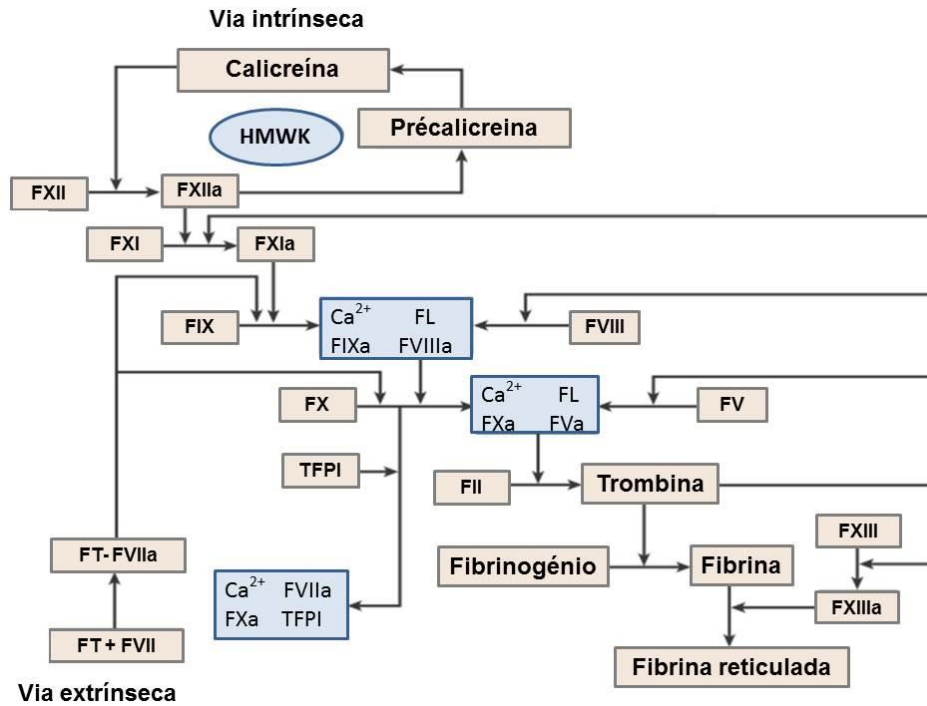 Via intrínseca
Calicreína
HMWK
Précalicreina
FXII
FXIIa
FXI
FXIa
FIX
Ca²⁺ FL
FIXa FVIIIa
FVIII
FX
Ca²⁺ FL
FXa FVa
FV
TFPI
FII
Trombina
FXIII
FT-FVIIa
Fibrinogénio
Fibrina
Ca²⁺ FVIIa
FXa TFPI
FXIIIa
FT + FVII
Fibrina reticulada
Via extrínseca